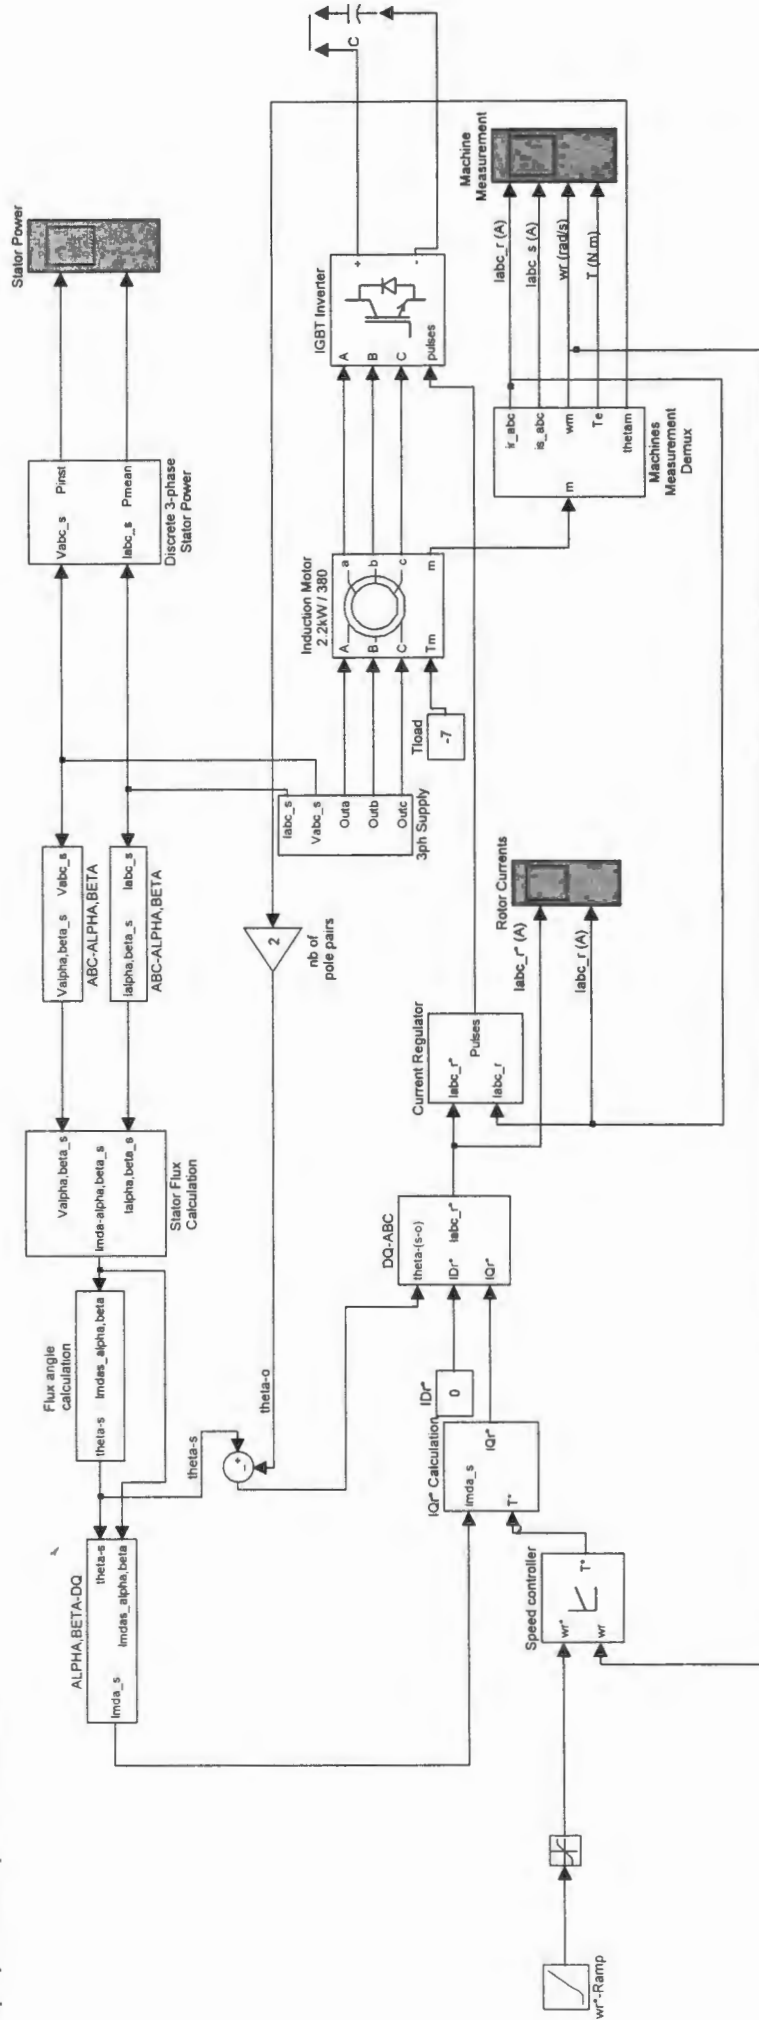 Stator Power
Vabc_s Pinst
Iabc_s Pmean
Discrete 3-phase
Stator Power
Valpha,beta_s Vabc_s
ABC-ALPHA,BETA
Ialpha,beta_s Iabc_s
ABC-ALPHA,BETA
Valpha,beta_s
lmda-alpha,beta_s
Ialpha,beta_s
Stator Flux
Calculation
Flux angle
calculation
theta-s lmdas_alpha,beta
ALPHA,BETA-DQ
theta-s
lmda_s
lmdas_alpha,beta
theta-s
theta-o
- +
2
nb of
pole pairs
C
IGBT Inverter
A
B
C
pulses
+
-
Induction Motor
2.2kW / 380
A
B
C
Tm
a
b
c
m
Iabc_s
Vabc_s
Outa
Outb
Outc
3ph Supply
Tload
-7
Machine
Measurement
Iabc_r (A)
Iabc_s (A)
wr (rad/s)
T (N.m)
ir_abc
is_abc
wm
Te
thetam
m
Machines
Measurement
Demux
Rotor Currents
Iabc_r* (A)
Iabc_r (A)
Current Regulator
Iabc_r*
Pulses
Iabc_r
DQ-ABC
theta-(s-o)
IDr*
IQr*
Iabc_r*
IDr*
0
IQr* Calculation
lmda_s
IQr*
T*
Speed controller
wr*
T*
wr
wr*-Ramp